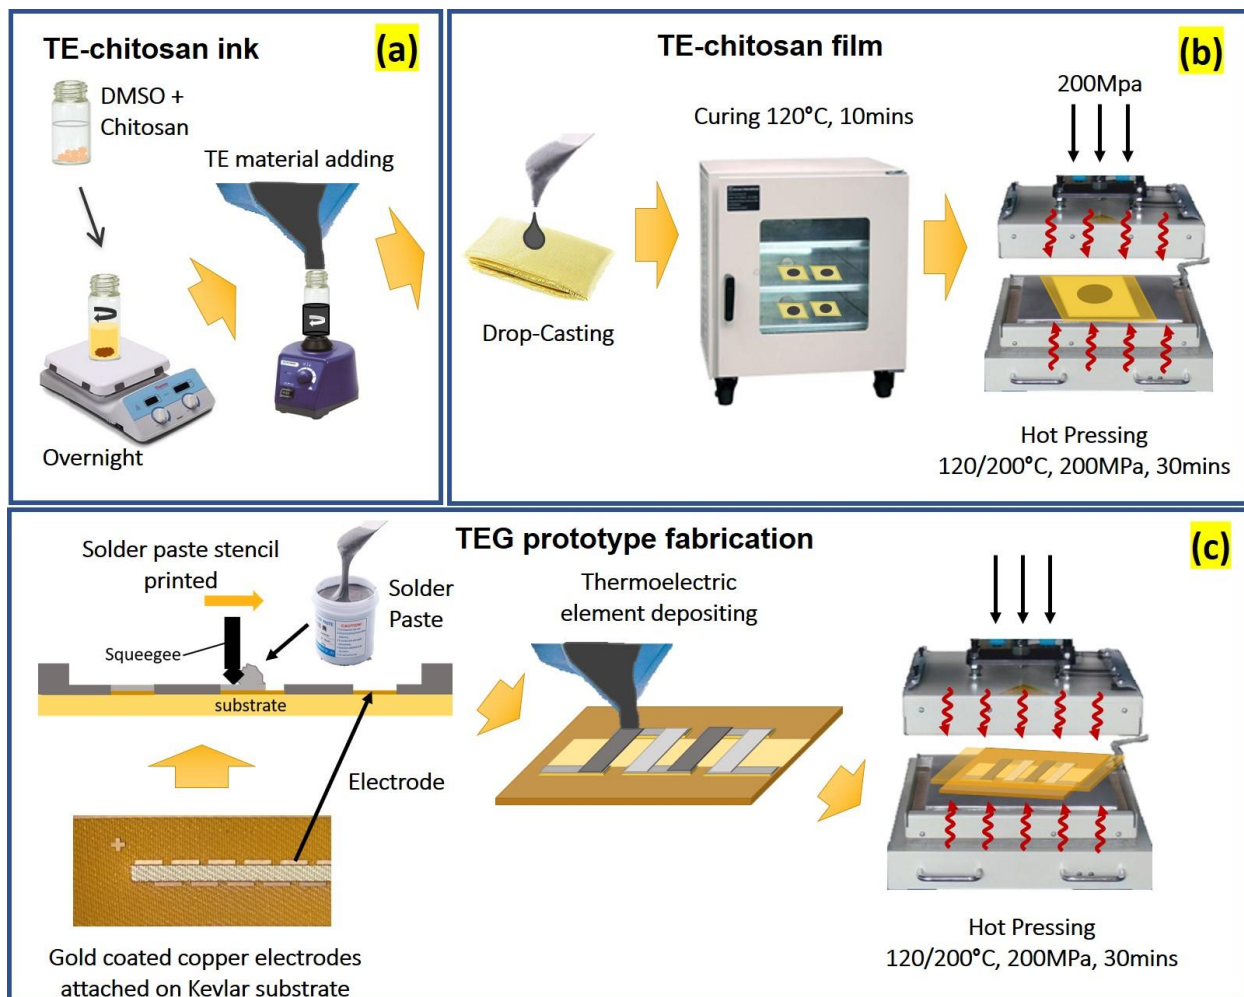 TE-chitosan ink
(a)
DMSO +
Chitosan
TE material adding
Overnight
TE-chitosan film
(b)
Curing 120°C, 10mins
200Mpa
Drop-Casting
Hot Pressing
120/200°C, 200MPa, 30mins
TEG prototype fabrication
(c)
Solder paste stencil
printed
Solder
Paste
Squeegee
substrate
Electrode
Gold coated copper electrodes
attached on Kevlar substrate
Thermoelectric
element depositing
Hot Pressing
120/200°C, 200MPa, 30mins